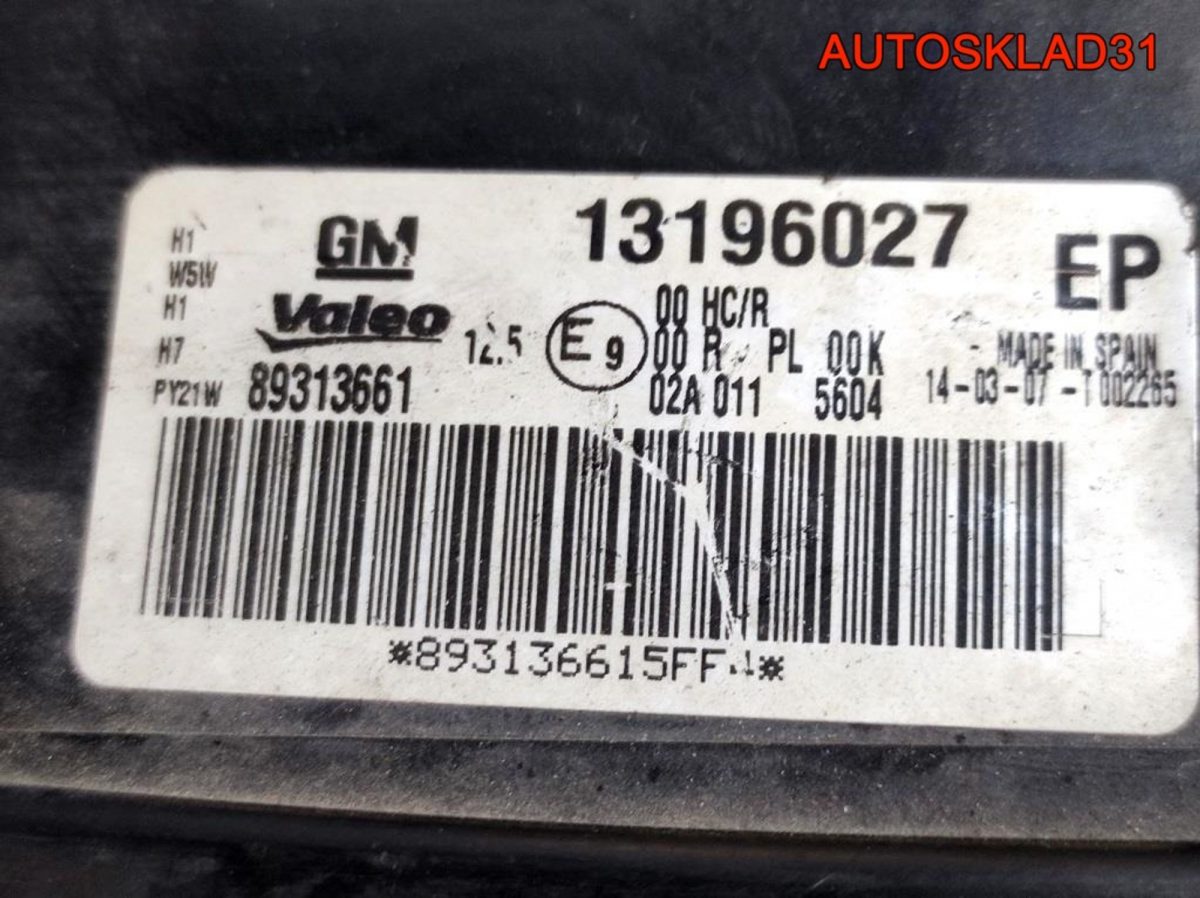 AUTOSKLAD31
H1
W5W
H1
H7
PY21W
GM
Valeo
89313661
12.5
E9
13196027
EP
00 HC/R
00 R PL 00K
02A 011 5604
- MADE IN SPAIN
14-03-07 -T002265
*893136615FF